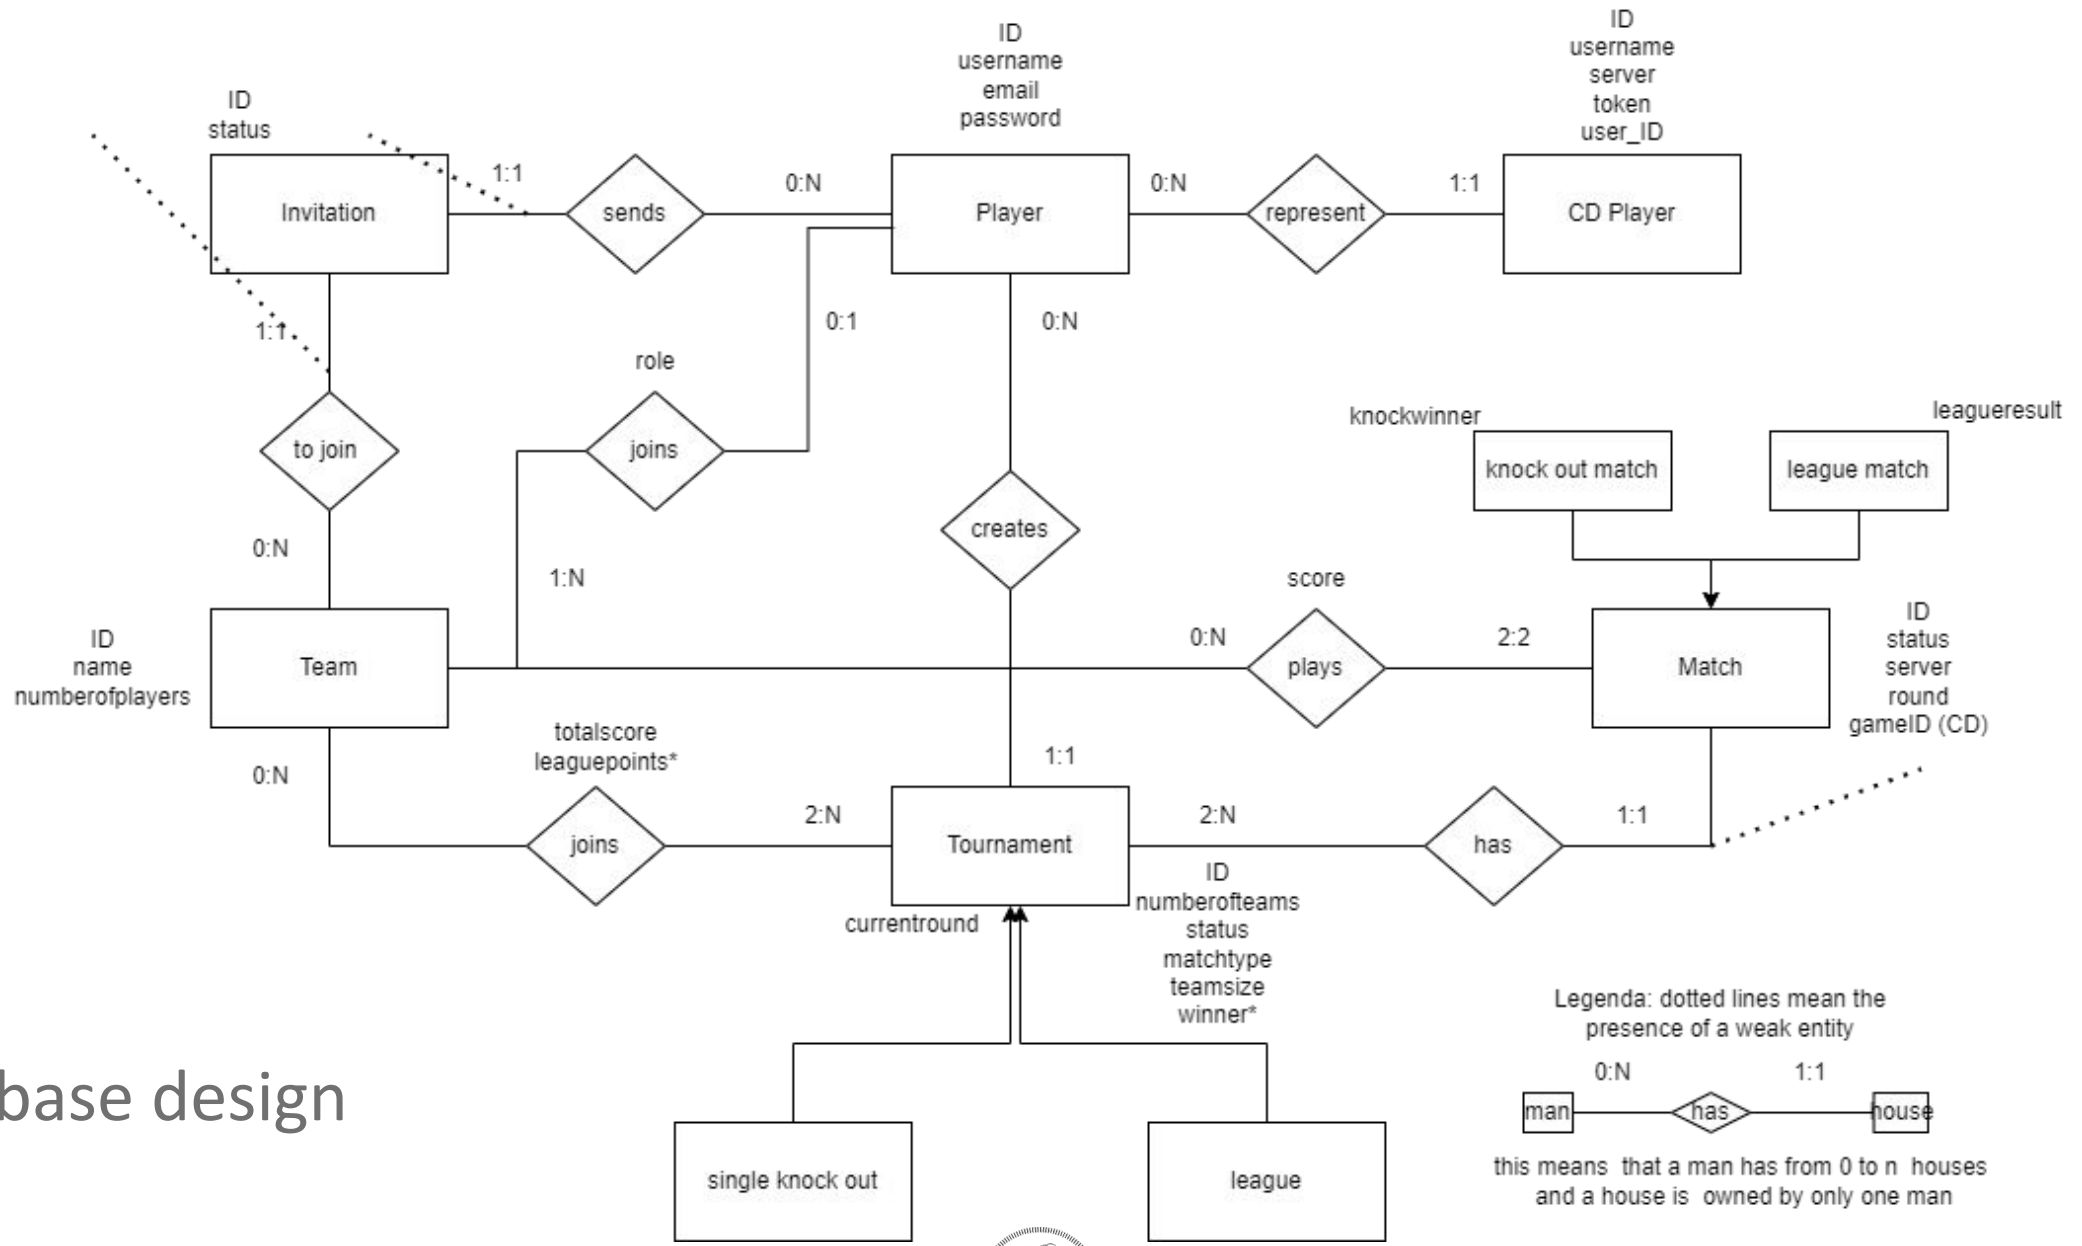 ID
username
email
password
ID
username
server
token
user_ID
ID
status
Invitation
1:1
sends
0:N
Player
0:N
represent
1:1
CD Player
1:1
0:1
0:N
role
to join
joins
creates
knockwinner
leagueresult
knock out match
league match
0:N
1:N
score
ID
name
numberofplayers
Team
0:N
plays
2:2
Match
ID
status
server
round
gameID (CD)
0:N
totalscore
leaguepoints*
joins
2:N
1:1
Tournament
2:N
has
1:1
currentround
ID
numberofteams
status
matchtype
teamsize
winner*
Legenda: dotted lines mean the
presence of a weak entity
0:N
1:1
man
has
house
this means that a man has from 0 to n houses
and a house is owned by only one man
base design
single knock out
league